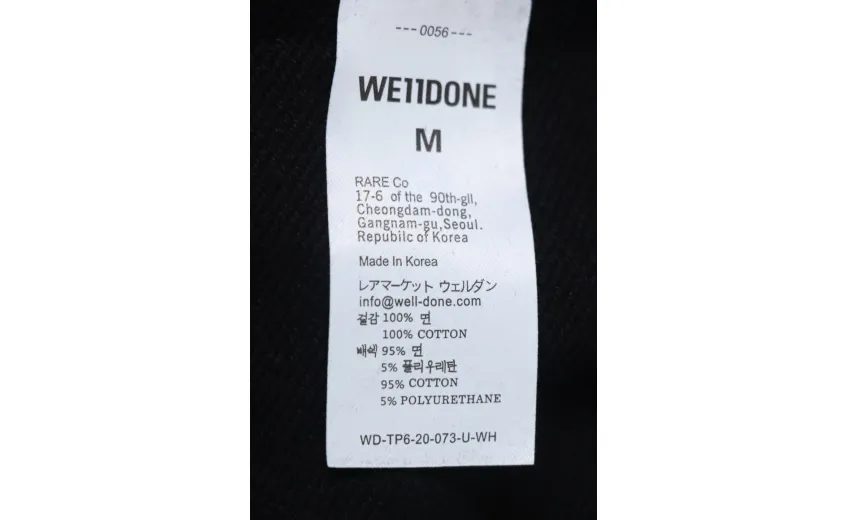 ---0056---
WE11DONE
M
RARE Co
17-6 of the 90th-gll,
Cheongdam-dong,
Gangnam-gu,Seoul.
Repubilc of Korea
Made In Korea
レアマーケット ウェルダン
info@well-done.com
겉감 100% 면
100% COTTON
배색 95% 면
5% 폴리우레탄
95% COTTON
5% POLYURETHANE
WD-TP6-20-073-U-WH